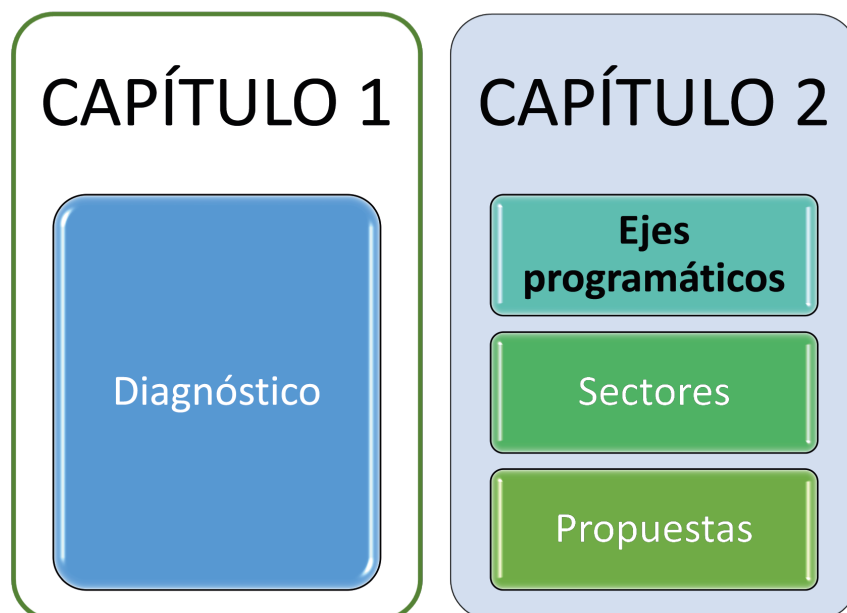 CAPÍTULO 1
Diagnóstico
CAPÍTULO 2
Ejes
programáticos
Sectores
Propuestas